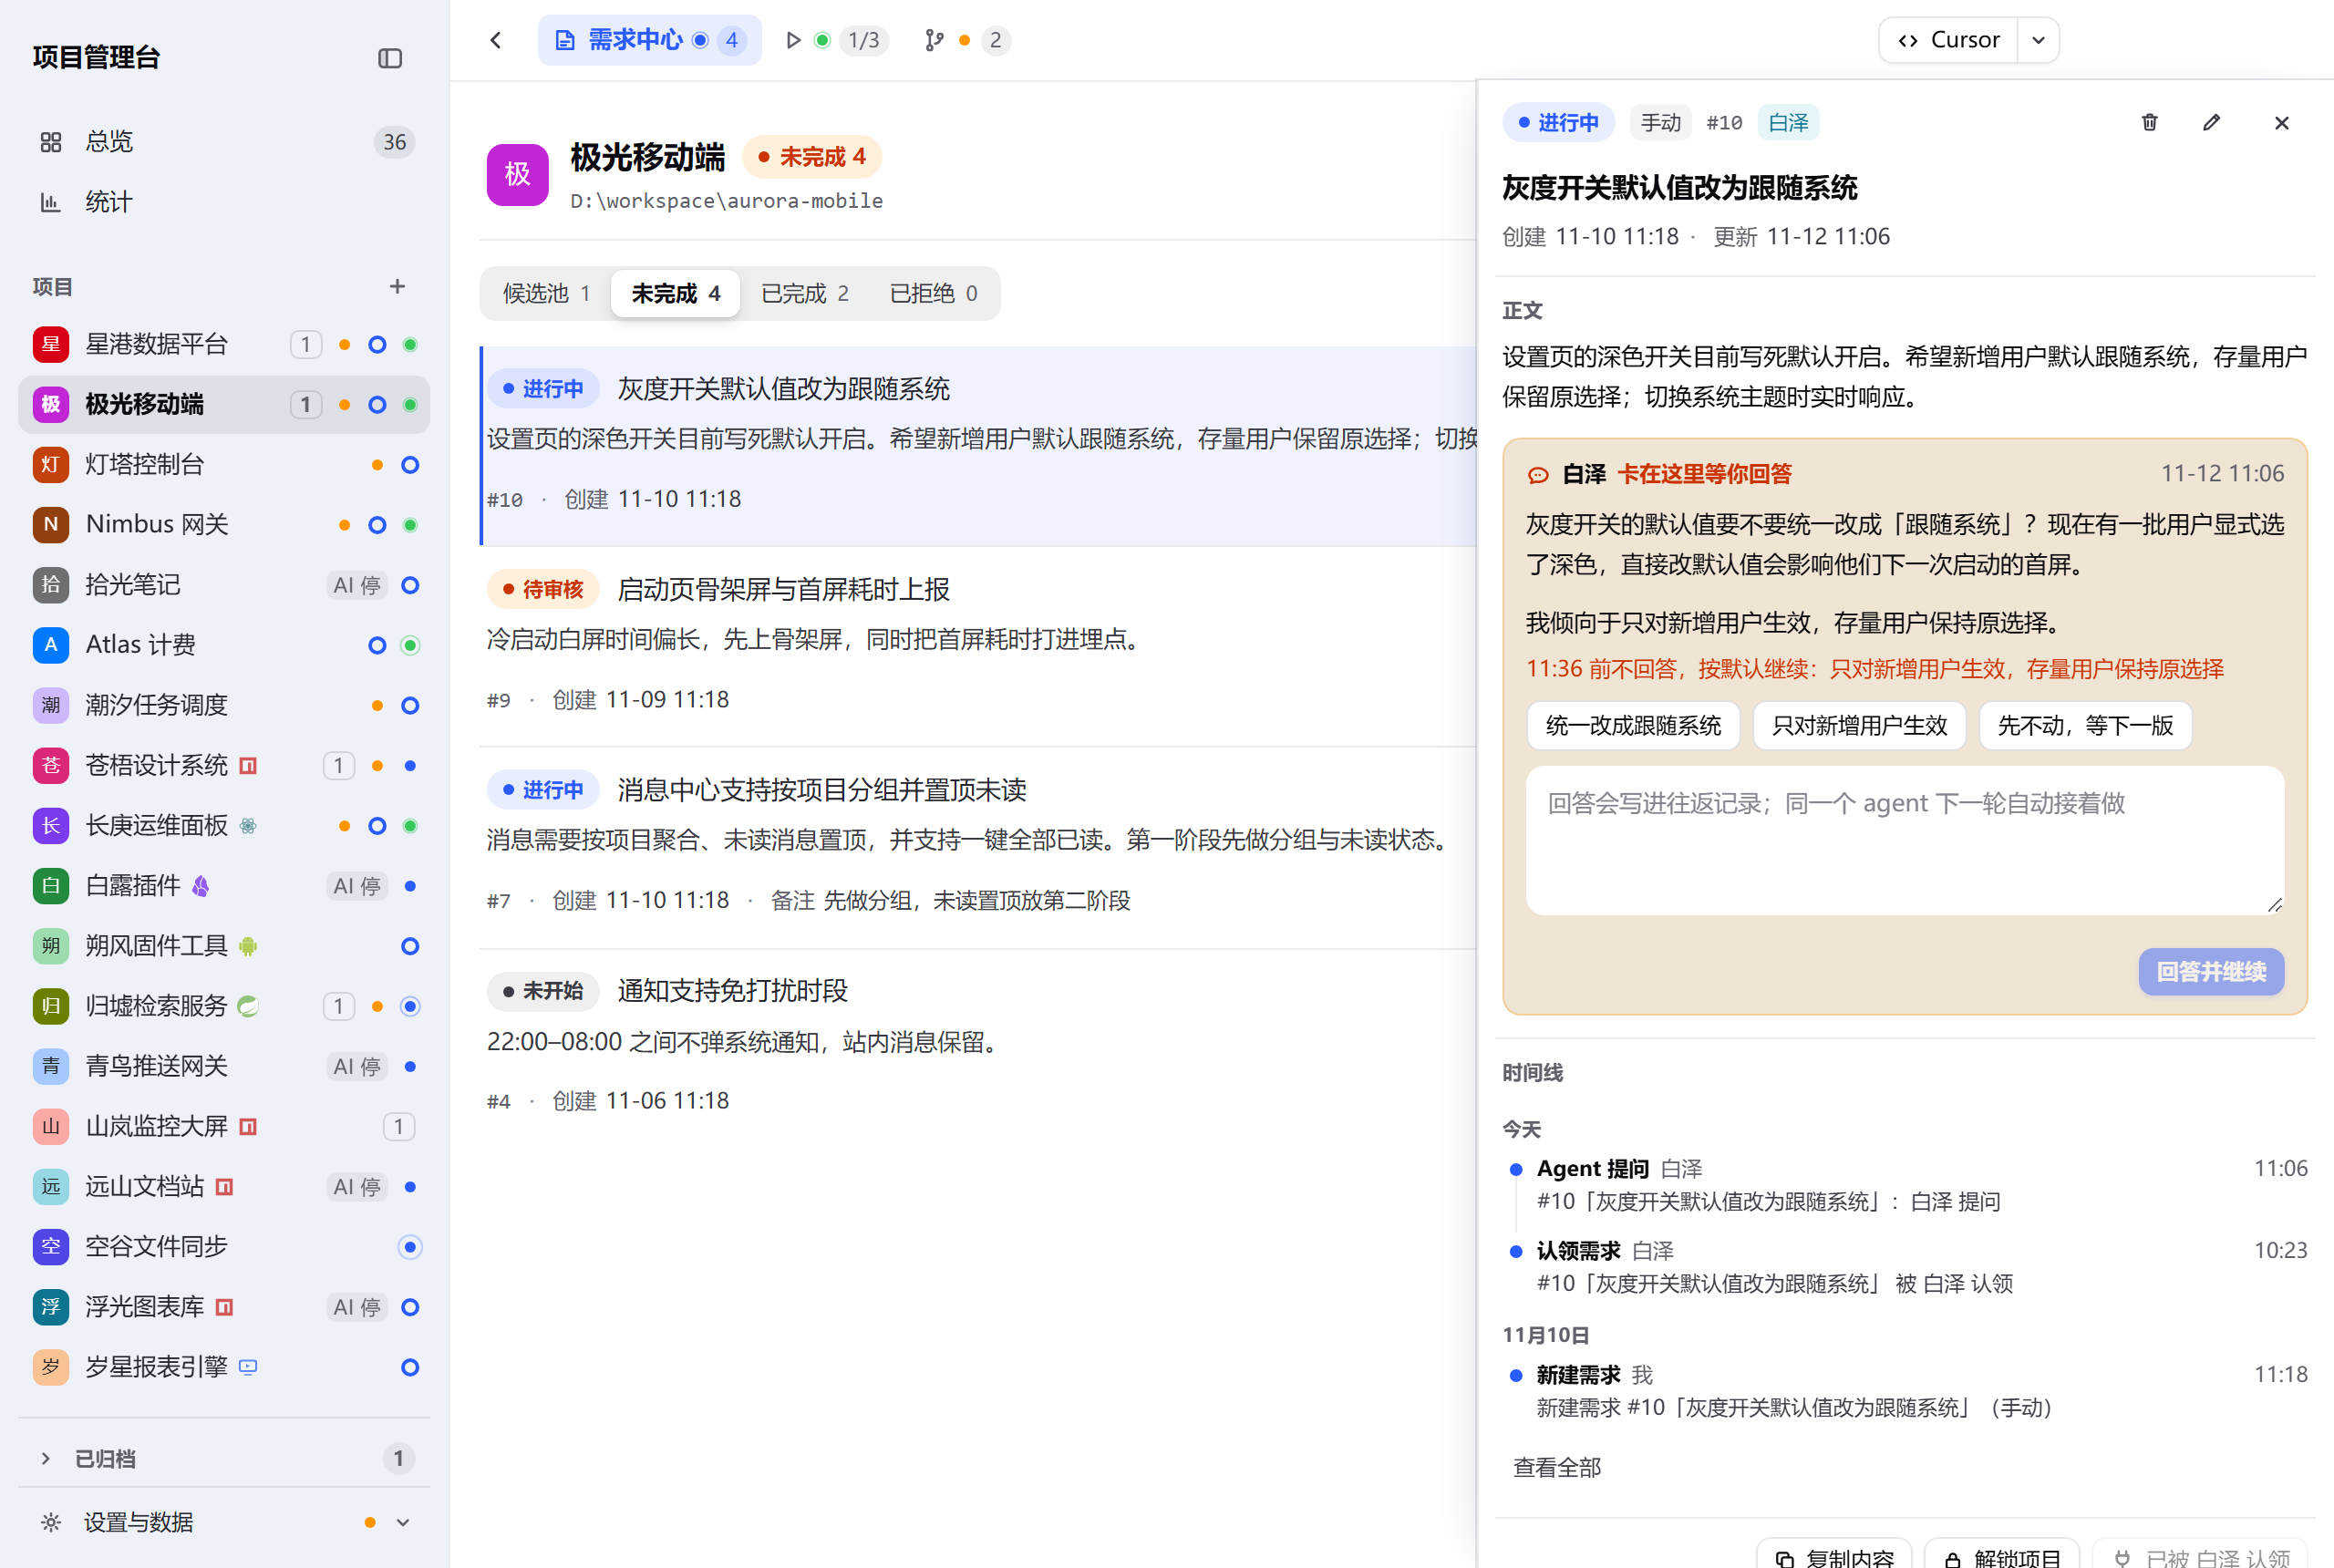 项目管理台
总览 36
统计
项目
星 星港数据平台 1
极 极光移动端 1
灯 灯塔控制台
N Nimbus 网关
拾 拾光笔记 AI 停
A Atlas 计费
潮 潮汐任务调度
苍 苍梧设计系统 1
长 长庚运维面板
白 白露插件 AI 停
朔 朔风固件工具
归 归墟检索服务 1
青 青鸟推送网关 AI 停
山 山岚监控大屏 1
远 远山文档站 AI 停
空 空谷文件同步
浮 浮光图表库 AI 停
岁 岁星报表引擎
已归档 1
设置与数据
需求中心 4 1/3 2
Cursor
极 极光移动端 未完成 4
D:\workspace\aurora-mobile
候选池 1 未完成 4 已完成 2 已拒绝 0
进行中 灰度开关默认值改为跟随系统
设置页的深色开关目前写死默认开启。希望新增用户默认跟随系统，存量用户保留原选择；切换
#10 · 创建 11-10 11:18
待审核 启动页骨架屏与首屏耗时上报
冷启动白屏时间偏长，先上骨架屏，同时把首屏耗时打进埋点。
#9 · 创建 11-09 11:18
进行中 消息中心支持按项目分组并置顶未读
消息需要按项目聚合、未读消息置顶，并支持一键全部已读。第一阶段先做分组与未读状态。
#7 · 创建 11-10 11:18 · 备注 先做分组，未读置顶放第二阶段
未开始 通知支持免打扰时段
22:00–08:00 之间不弹系统通知，站内消息保留。
#4 · 创建 11-06 11:18
进行中 手动 #10 白泽
灰度开关默认值改为跟随系统
创建 11-10 11:18 · 更新 11-12 11:06
正文
设置页的深色开关目前写死默认开启。希望新增用户默认跟随系统，存量用户
保留原选择；切换系统主题时实时响应。
白泽 卡在这里等你回答 11-12 11:06
灰度开关的默认值要不要统一改成「跟随系统」？现在有一批用户显式选
了深色，直接改默认值会影响他们下一次启动的首屏。
我倾向于只对新增用户生效，存量用户保持原选择。
11:36 前不回答，按默认继续：只对新增用户生效，存量用户保持原选择
统一改成跟随系统 只对新增用户生效 先不动，等下一版
回答会写进往返记录；同一个 agent 下一轮自动接着做
回答并继续
时间线
今天
Agent 提问 白泽 11:06
#10「灰度开关默认值改为跟随系统」：白泽 提问
认领需求 白泽 10:23
#10「灰度开关默认值改为跟随系统」 被 白泽 认领
11月10日
新建需求 我 11:18
新建需求 #10「灰度开关默认值改为跟随系统」（手动）
查看全部
复制内容 解锁项目 已被 白泽 认领